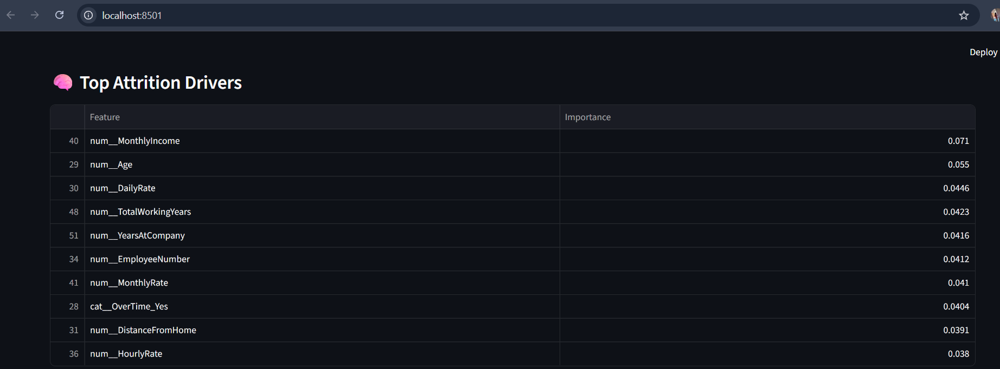 localhost:8501
Deploy
🧠 Top Attrition Drivers
Feature Importance
40 num__MonthlyIncome 0.071
29 num__Age 0.055
30 num__DailyRate 0.0446
48 num__TotalWorkingYears 0.0423
51 num__YearsAtCompany 0.0416
34 num__EmployeeNumber 0.0412
41 num__MonthlyRate 0.041
28 cat__OverTime_Yes 0.0404
31 num__DistanceFromHome 0.0391
36 num__HourlyRate 0.038